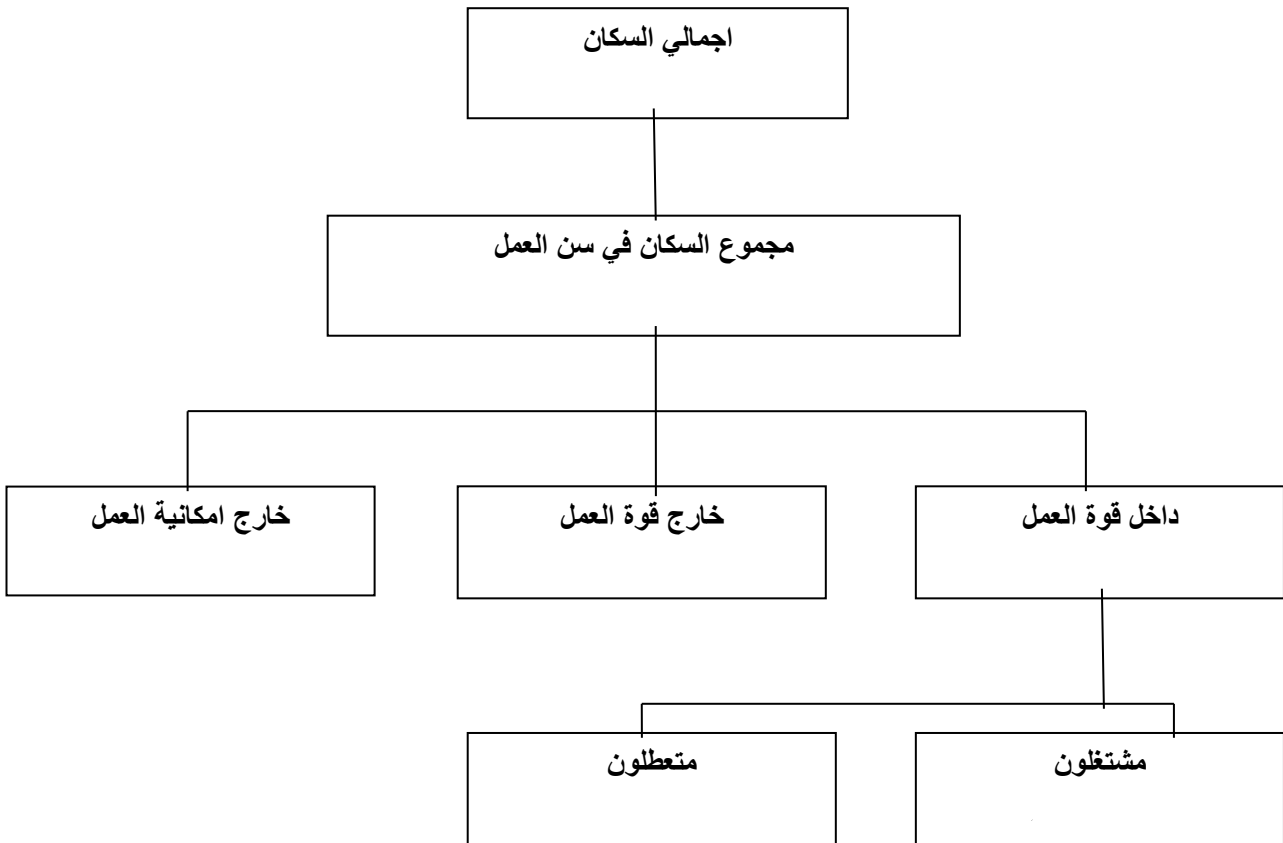 اجمالي السكان
مجموع السكان في سن العمل
داخل قوة العمل
خارج قوة العمل
خارج امكانية العمل
مشتغلون
متعطلون